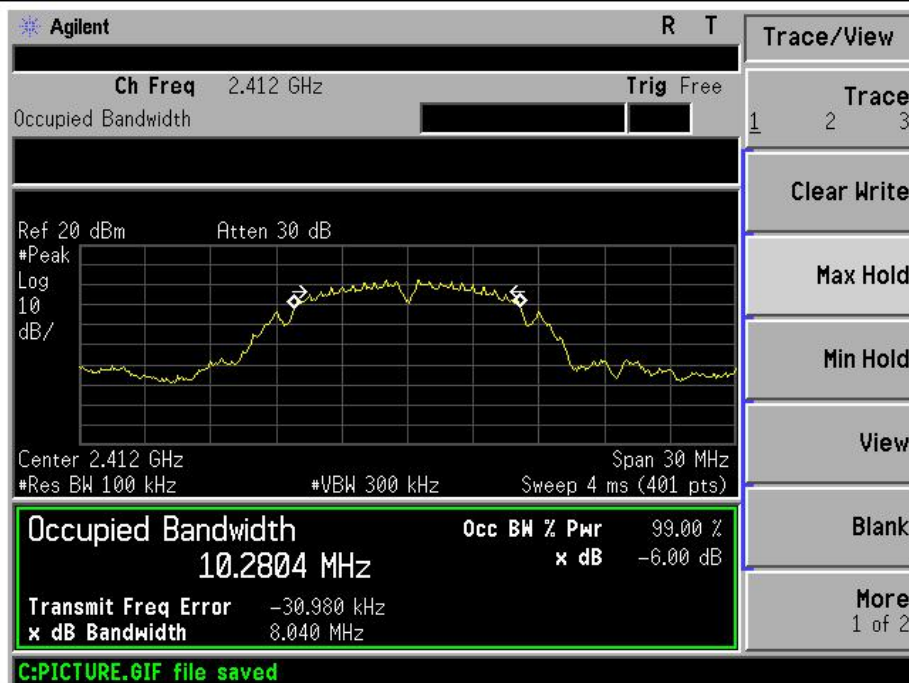 Agilent R T
Trace/View
Ch Freq 2.412 GHz Trig Free
Occupied Bandwidth
Trace
1 2 3
Clear Write
Max Hold
Min Hold
View
Blank
More
1 of 2
Ref 20 dBm Atten 30 dB
#Peak
Log
10
dB/
Center 2.412 GHz Span 30 MHz
#Res BW 100 kHz #VBW 300 kHz Sweep 4 ms (401 pts)
Occupied Bandwidth Occ BW % Pwr 99.00 %
10.2804 MHz x dB -6.00 dB
Transmit Freq Error -30.980 kHz
x dB Bandwidth 8.040 MHz
C:PICTURE.GIF file saved